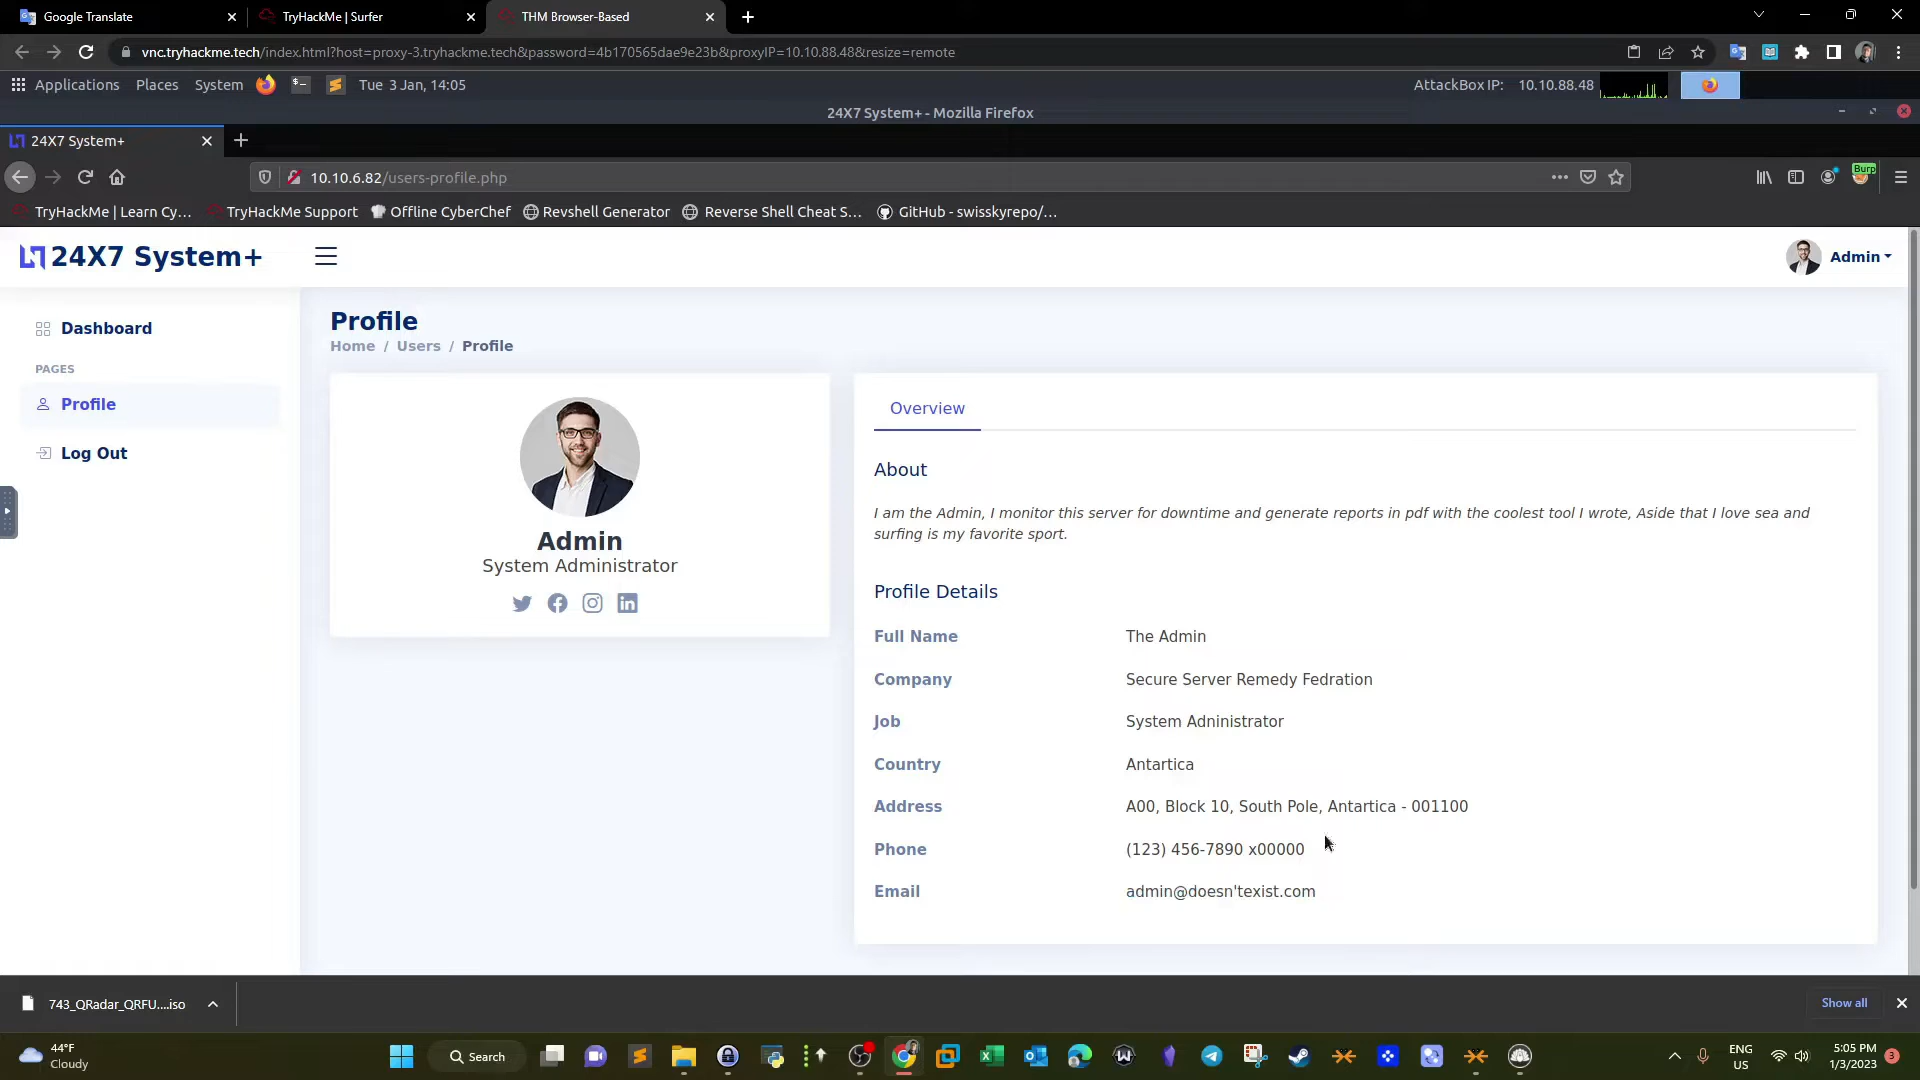 Google Translate
TryHackMe | Surfer
THM Browser-Based
vnc.tryhackme.tech/index.html?host=proxy-3.tryhackme.tech&password=4b170565dae9e23b&proxyIP=10.10.88.48&resize=remote
Applications Places System Tue 3 Jan, 14:05 AttackBox IP: 10.10.88.48
24X7 System+ - Mozilla Firefox
24X7 System+
10.10.6.82/users-profile.php
Burp
TryHackMe | Learn Cy... TryHackMe Support Offline CyberChef Revshell Generator Reverse Shell Cheat S... GitHub - swisskyrepo/...
24X7 System+
Admin
Dashboard
PAGES
Profile
Log Out
Profile
Home / Users / Profile
Admin
System Administrator
Overview
About
I am the Admin, I monitor this server for downtime and generate reports in pdf with the coolest tool I wrote, Aside that I love sea and
surfing is my favorite sport.
Profile Details
Full Name The Admin
Company Secure Server Remedy Fedration
Job System Adninistrator
Country Antartica
Address A00, Block 10, South Pole, Antartica - 001100
Phone (123) 456-7890 x00000
Email admin@doesn'texist.com
743_QRadar_QRFU....iso
Show all
44°F
Cloudy
Search
ENG
US
5:05 PM
1/3/2023
3